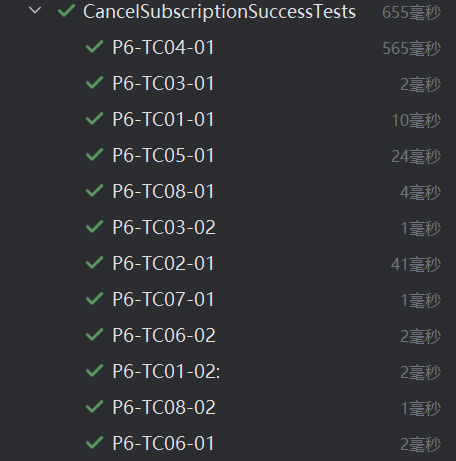 CancelSubscriptionSuccessTests 655毫秒
P6-TC04-01 565毫秒
P6-TC03-01 2毫秒
P6-TC01-01 10毫秒
P6-TC05-01 24毫秒
P6-TC08-01 4毫秒
P6-TC03-02 1毫秒
P6-TC02-01 41毫秒
P6-TC07-01 1毫秒
P6-TC06-02 2毫秒
P6-TC01-02: 2毫秒
P6-TC08-02 1毫秒
P6-TC06-01 2毫秒